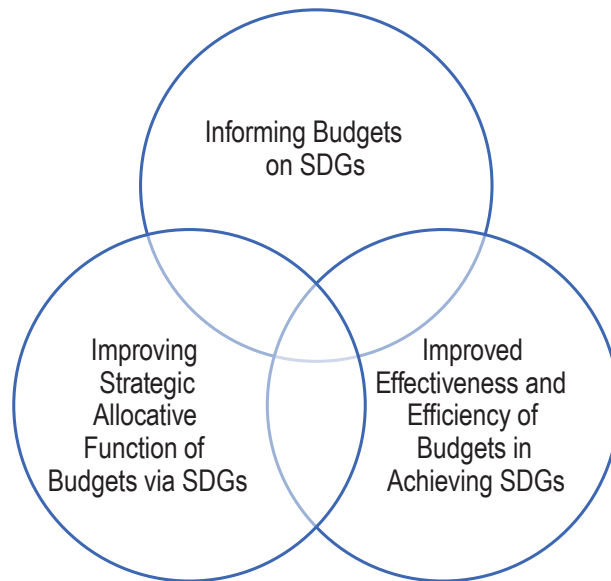 Informing Budgets
on SDGs
Improving
Strategic
Allocative
Function of
Budgets via SDGs
Improved
Effectiveness and
Efficiency of
Budgets in
Achieving SDGs